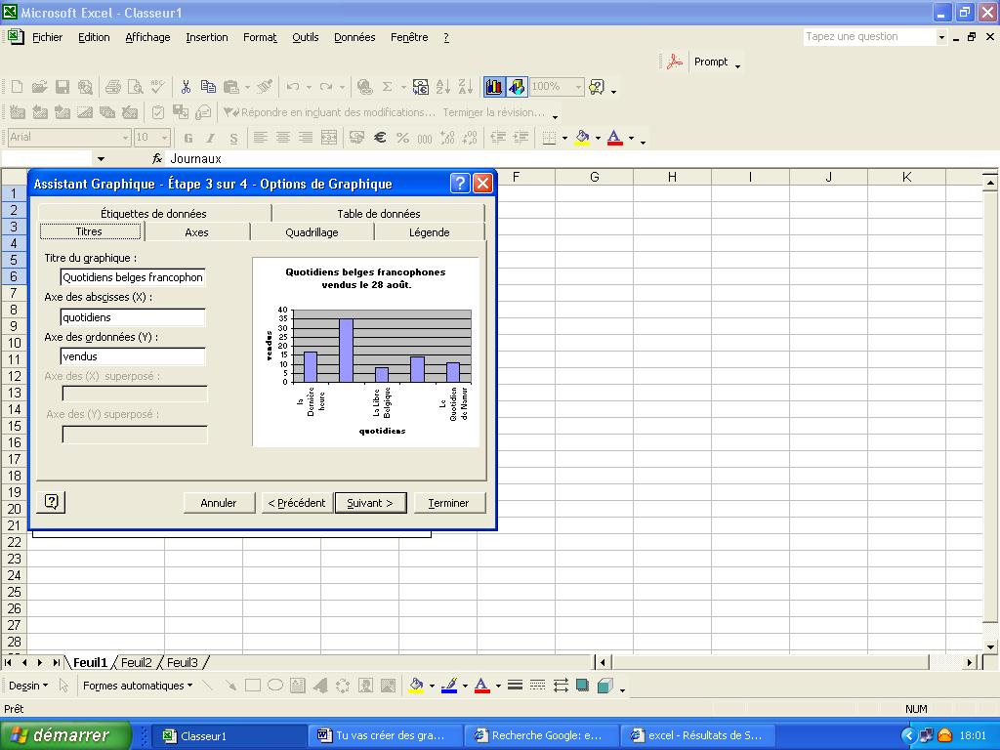 Microsoft Excel - Classeur1
Fichier Edition Affichage Insertion Format Outils Données Fenêtre ? Tapez une question
Prompt
100%
Répondre en incluant des modifications... Terminer la révision...
Arial 10 G I S € % 000
fx Journaux
Assistant Graphique - Étape 3 sur 4 - Options de Graphique ?
F G H I J K
Étiquettes de données Table de données
Titres Axes Quadrillage Légende
Titre du graphique :
Quotidiens belges francophon
Axe des abscisses (X) :
quotidiens
Axe des ordonnées (Y) :
vendus
Axe des (X) superposé :
Axe des (Y) superposé :
Quotidiens belges francophones
vendus le 28 août.
40
35
30
25
20
15
10
5
0
vendus
la Dernière heure
La Libre Belgique
Le Quotidien de Namur
quotidiens
Annuler < Précédent Suivant > Terminer
1
2
3
4
5
6
7
8
9
10
11
12
13
14
15
16
17
18
19
20
21
22
23
24
25
26
27
28
Feuil1 Feuil2 Feuil3
Dessin Formes automatiques
Prêt NUM
démarrer Classeur1 Tu vas créer des gra... Recherche Google: e... excel - Résultats de S... 18:01